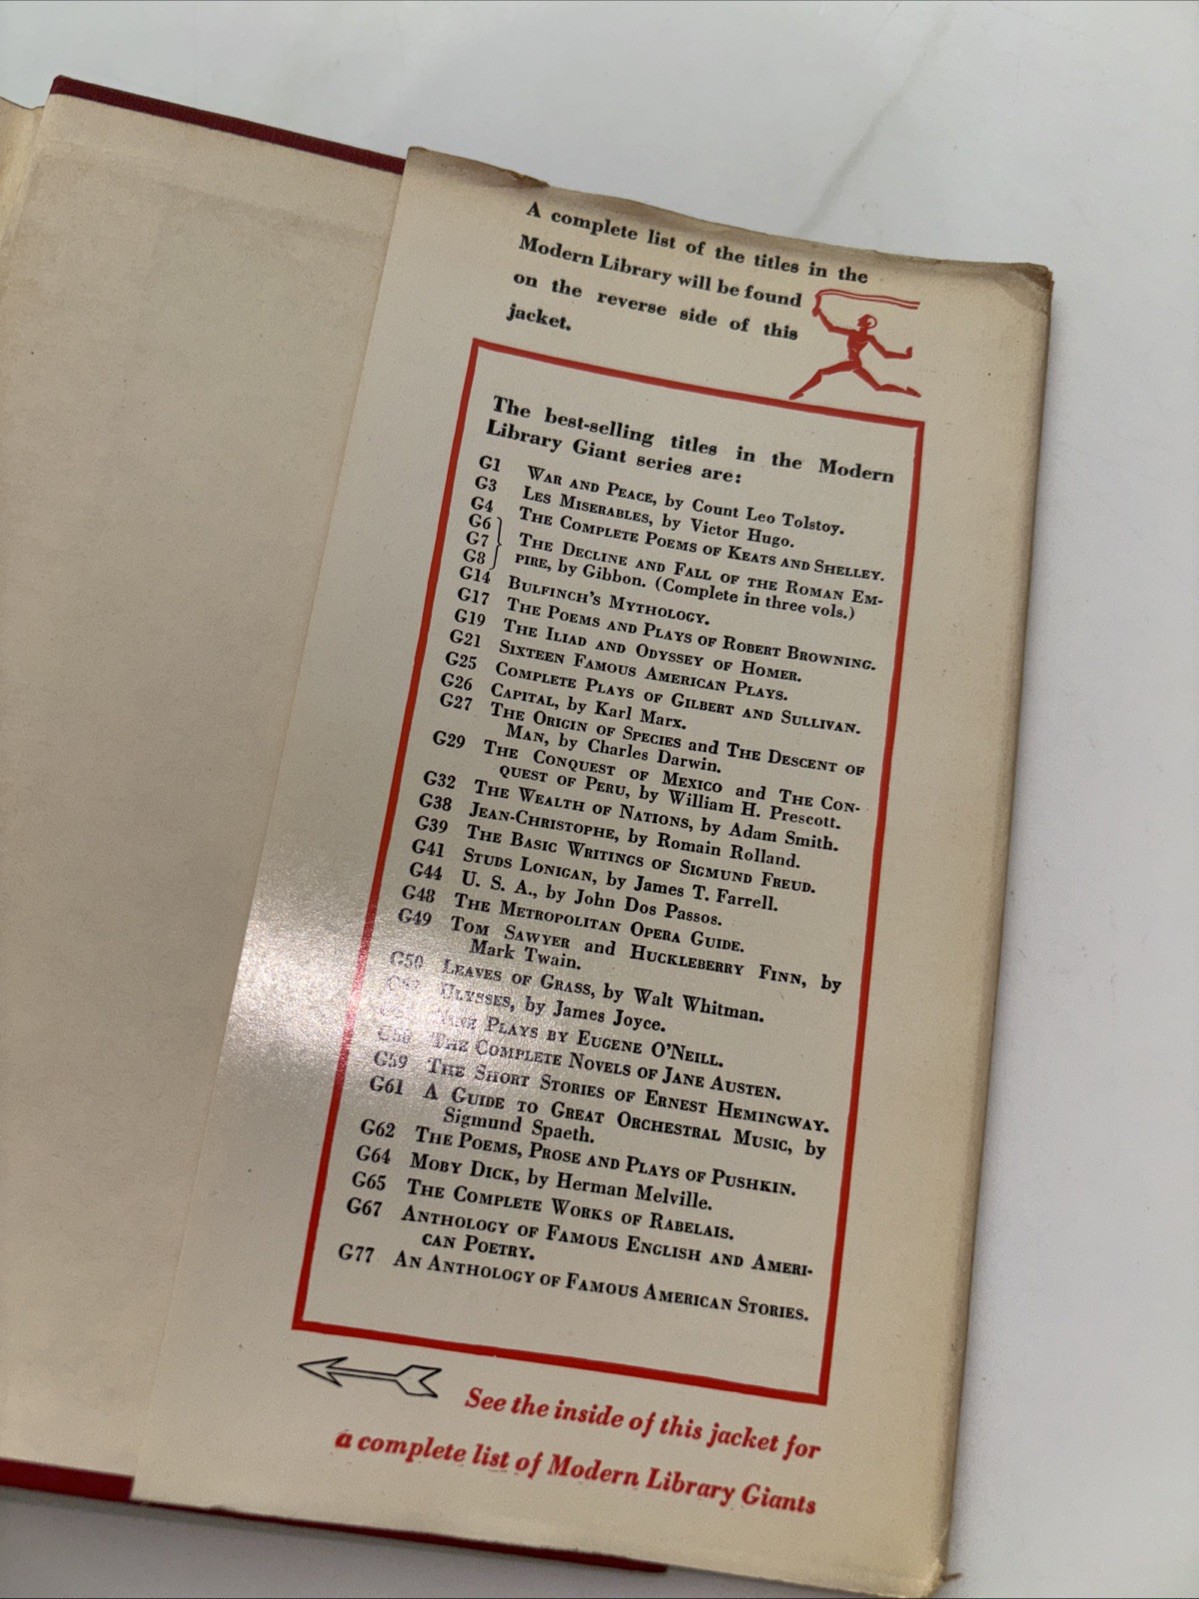 A complete list of the titles in the
Modern Library will be found
on the reverse side of this
jacket.
The best-selling titles in the Modern
Library Giant series are:
G1 WAR AND PEACE, by Count Leo Tolstoy.
G3 LES MISERABLES, by Victor Hugo.
G4 THE COMPLETE POEMS OF KEATS AND SHELLEY.
G6
G7 THE DECLINE AND FALL OF THE ROMAN EM-
G8 PIRE, by Gibbon. (Complete in three vols.)
G14 BULFINCH'S MYTHOLOGY.
G17 THE POEMS AND PLAYS OF ROBERT BROWNING.
G19 THE ILIAD AND ODYSSEY OF HOMER.
G21 SIXTEEN FAMOUS AMERICAN PLAYS.
G25 COMPLETE PLAYS OF GILBERT AND SULLIVAN.
G26 CAPITAL, by Karl Marx.
G27 THE ORIGIN OF SPECIES and THE DESCENT OF
MAN, by Charles Darwin.
G29 THE CONQUEST OF MEXICO and THE CON-
QUEST OF PERU, by William H. Prescott.
G32 THE WEALTH OF NATIONS, by Adam Smith.
G38 JEAN-CHRISTOPHE, by Romain Rolland.
G39 THE BASIC WRITINGS OF SIGMUND FREUD.
G41 STUDS LONIGAN, by James T. Farrell.
G44 U. S. A., by John Dos Passos.
G48 THE METROPOLITAN OPERA GUIDE.
G49 TOM SAWYER and HUCKLEBERRY FINN, by
Mark Twain.
G50 LEAVES OF GRASS, by Walt Whitman.
ULYSSES, by James Joyce.
PLAYS BY EUGENE O'NEILL.
THE COMPLETE NOVELS OF JANE AUSTEN.
G59 THE SHORT STORIES OF ERNEST HEMINGWAY.
G61 A GUIDE TO GREAT ORCHESTRAL MUSIC, by
Sigmund Spaeth.
G62 THE POEMS, PROSE AND PLAYS OF PUSHKIN.
G64 MOBY DICK, by Herman Melville.
G65 THE COMPLETE WORKS OF RABELAIS.
G67 ANTHOLOGY OF FAMOUS ENGLISH AND AMERI-
CAN POETRY.
G77 AN ANTHOLOGY OF FAMOUS AMERICAN STORIES.
See the inside of this jacket for
a complete list of Modern Library Giants